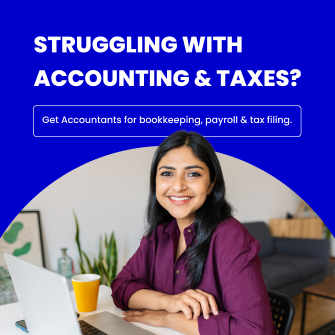 STRUGGLING WITH
ACCOUNTING & TAXES?
Get Accountants for bookkeeping, payroll & tax filing.